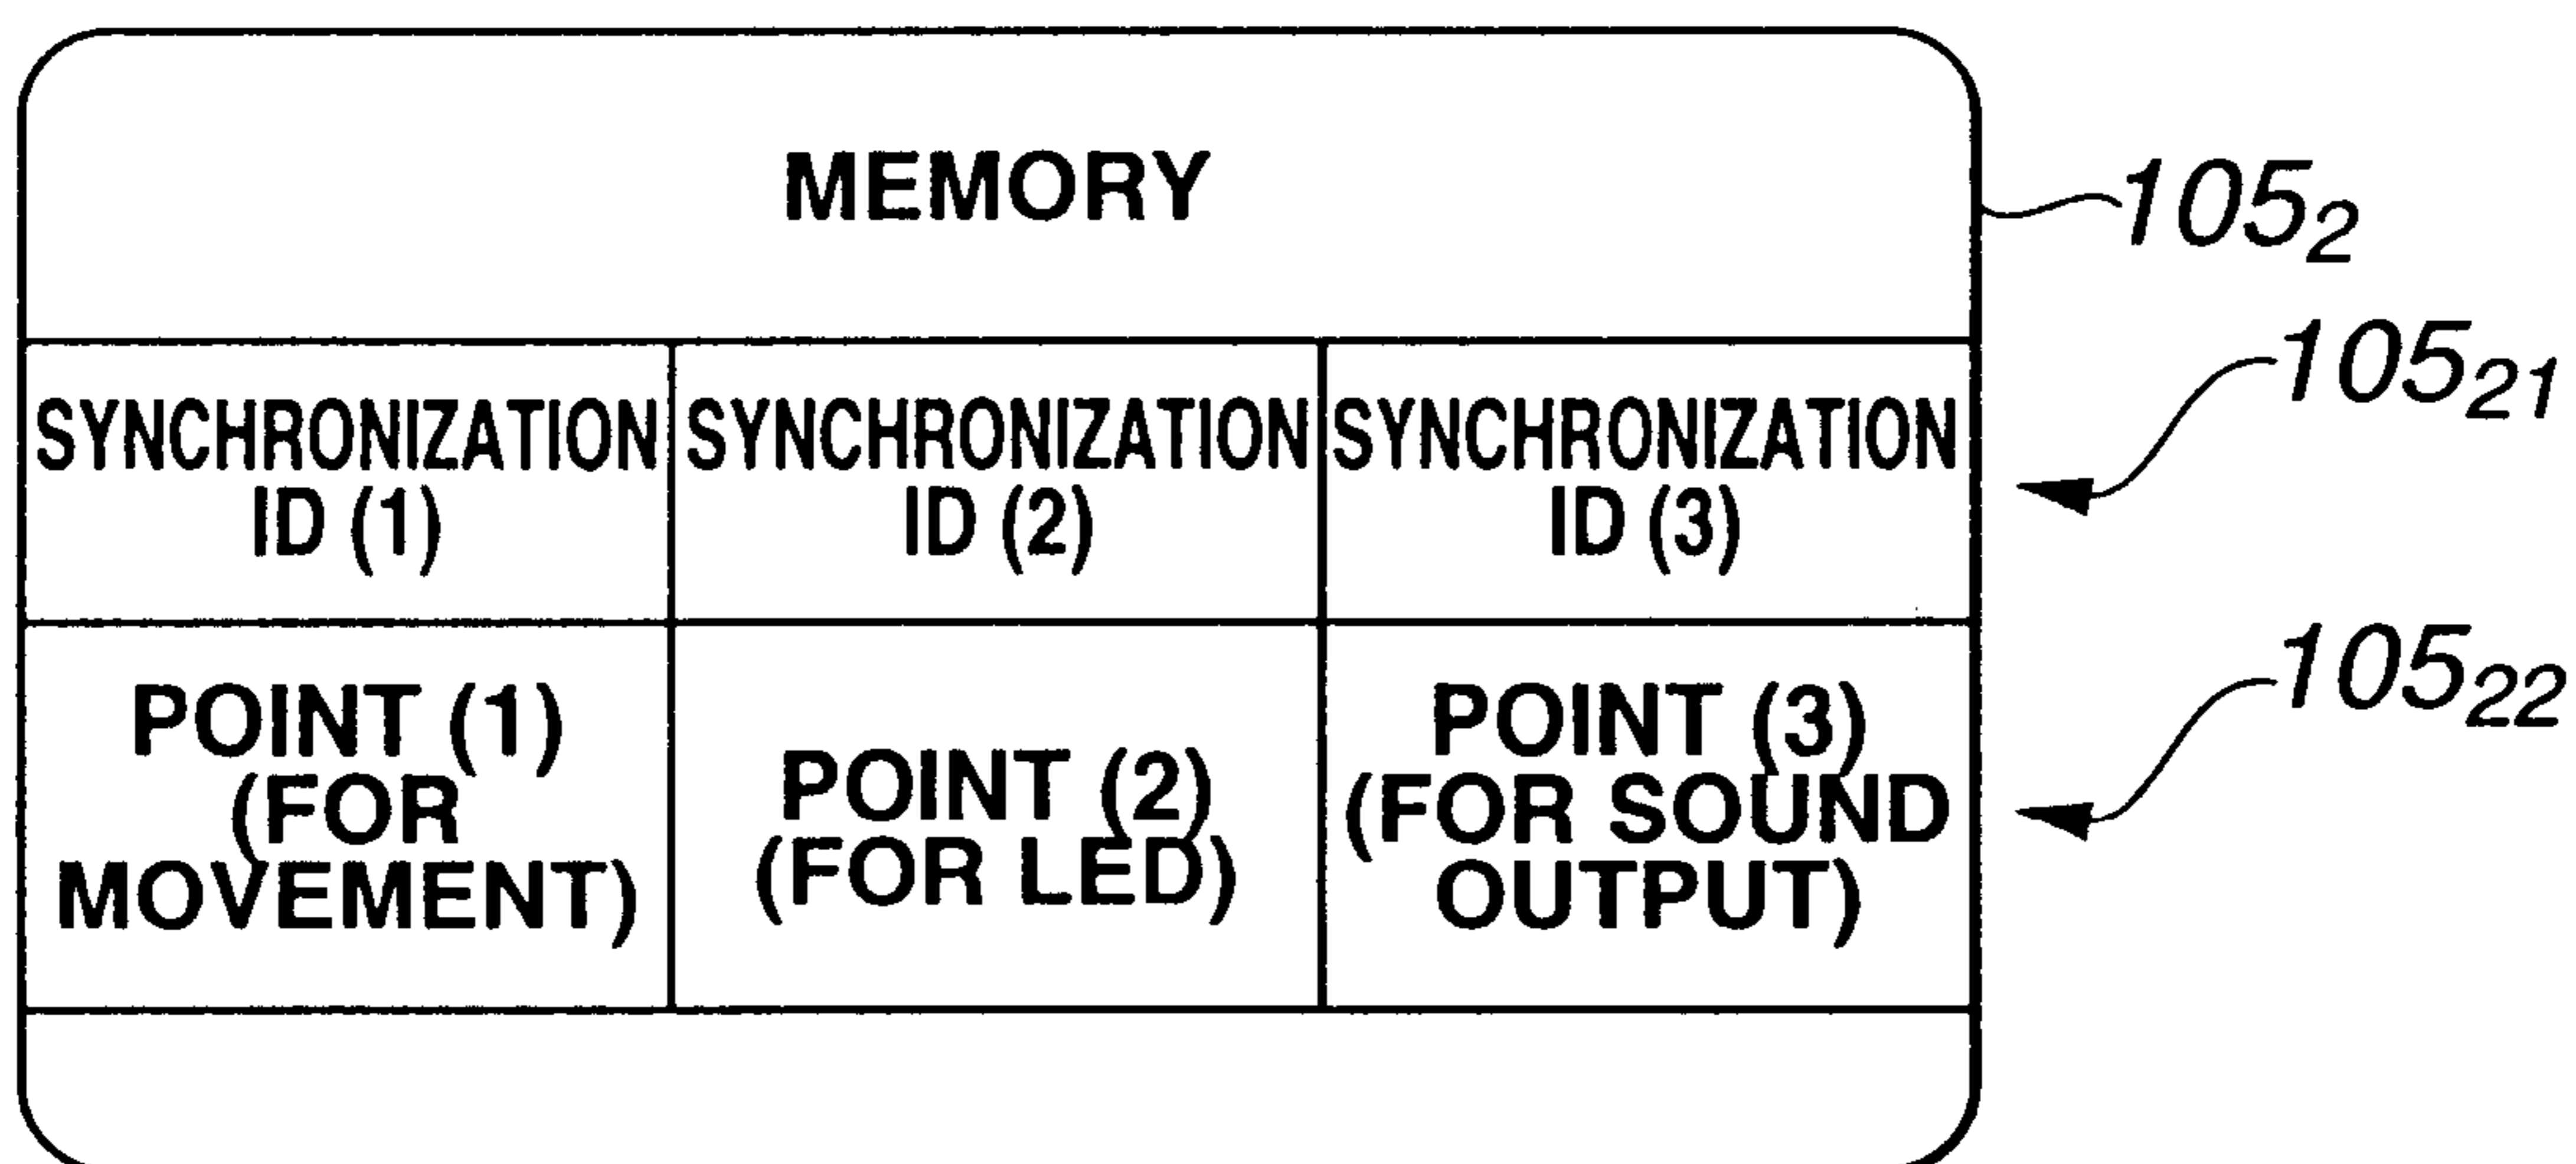 MEMORY
105₂
SYNCHRONIZATION
ID (1)
SYNCHRONIZATION
ID (2)
SYNCHRONIZATION
ID (3)
105₂₁
POINT (1)
(FOR
MOVEMENT)
POINT (2)
(FOR LED)
POINT (3)
(FOR SOUND
OUTPUT)
105₂₂